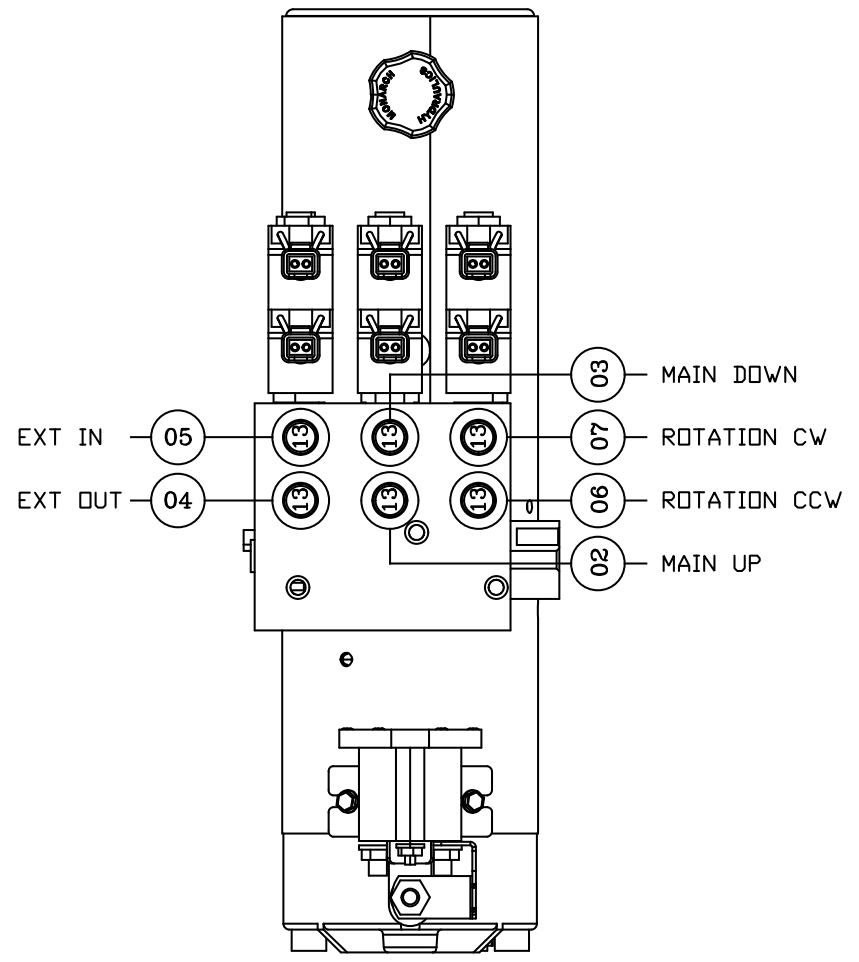 MONARCH HYDRAULICS
03 MAIN DOWN
EXT IN 05 13 13 13 07 ROTATION CW
EXT OUT 04 13 13 13 06 ROTATION CCW
02 MAIN UP